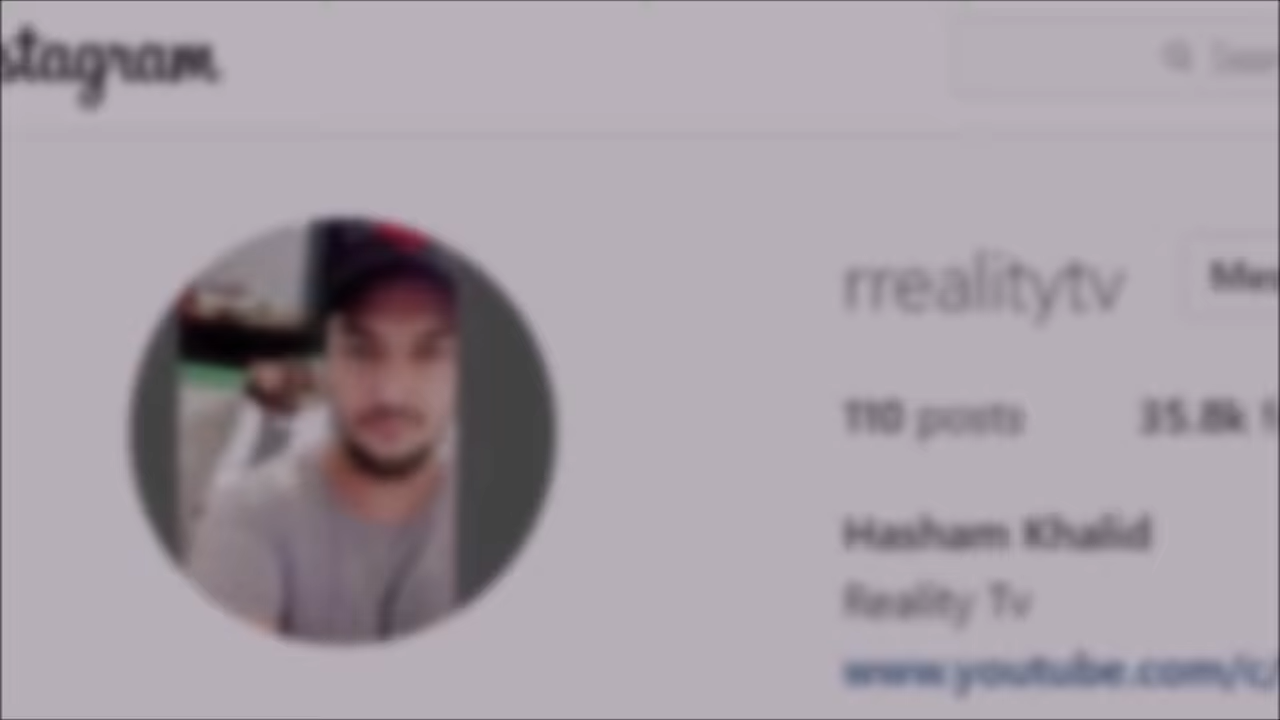 stagram
rrealitytv
110 posts 35.8k
Hasham Khalid
Reality Tv
www.youtube.com/c/